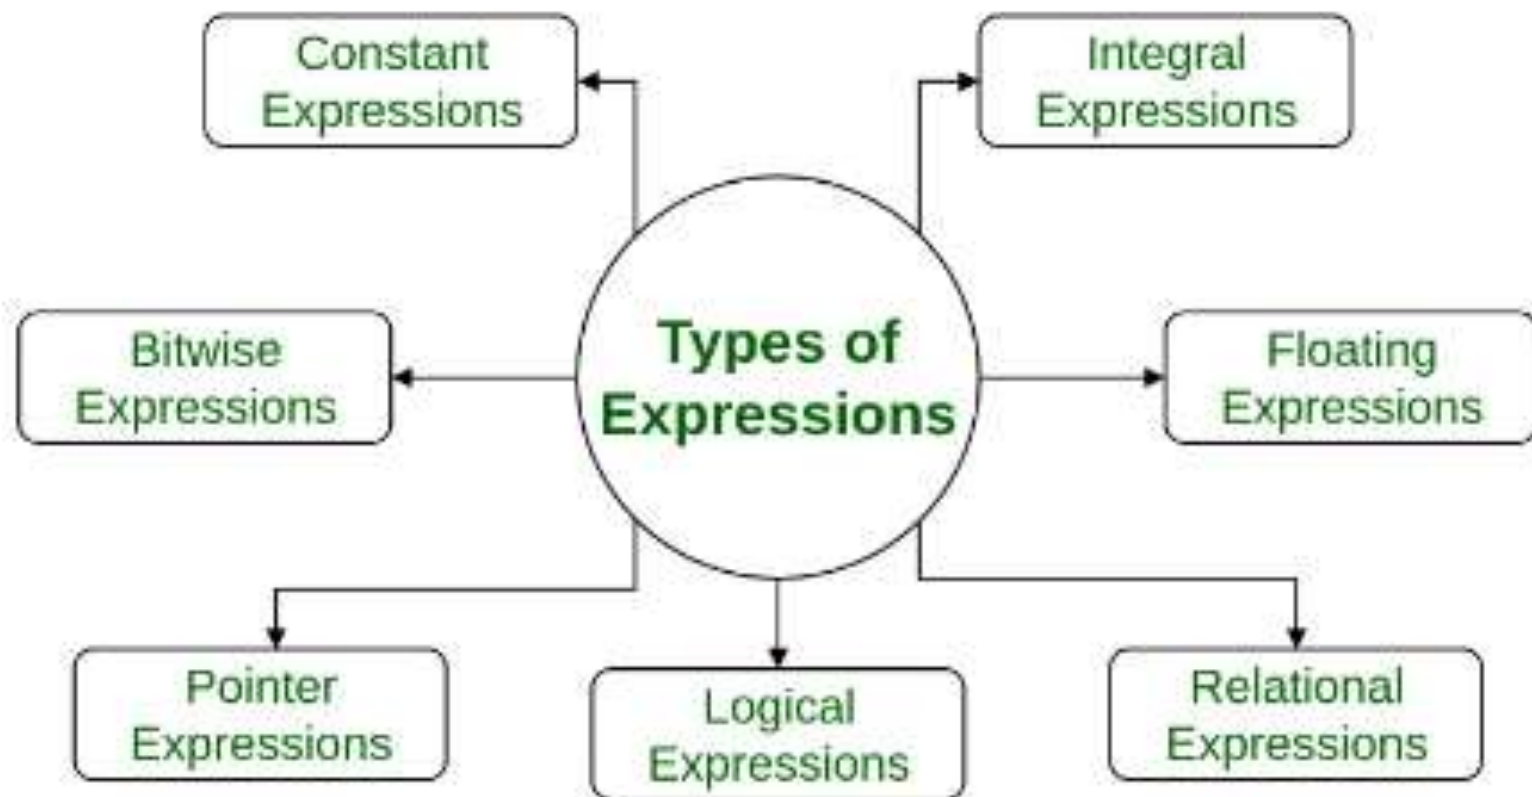 Constant
Expressions
Integral
Expressions
Types of
Expressions
Bitwise
Expressions
Floating
Expressions
Pointer
Expressions
Logical
Expressions
Relational
Expressions